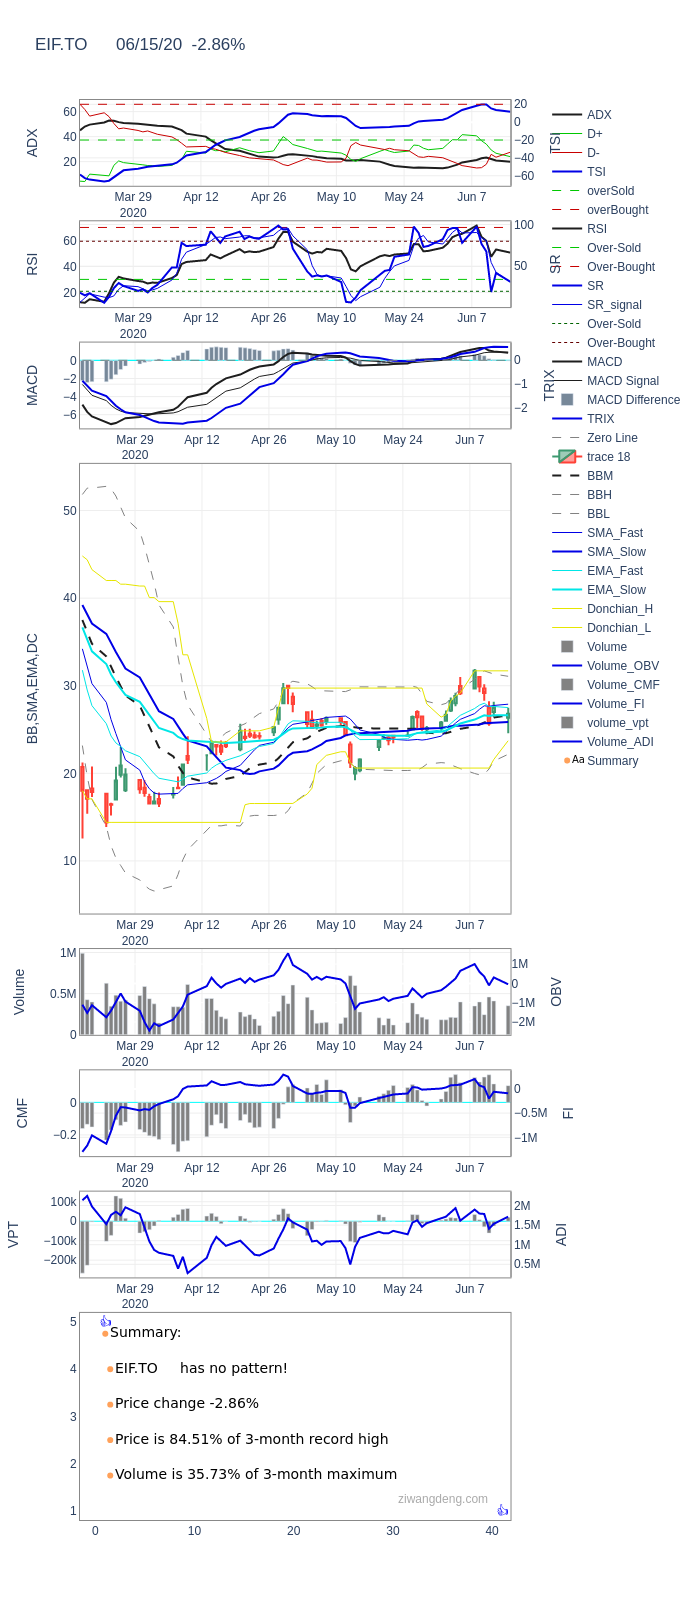 EIF.TO 06/15/20 -2.86%
ADX
60
40
20
20
0
−20
−40
−60
TSI
Mar 29
2020
Apr 12
Apr 26
May 10
May 24
Jun 7
RSI
60
40
20
100
50
SR
Mar 29
2020
Apr 12
Apr 26
May 10
May 24
Jun 7
MACD
0
−2
−4
−6
0
−1
−2
TRIX
Mar 29
2020
Apr 12
Apr 26
May 10
May 24
Jun 7
BB,SMA,EMA,DC
50
40
30
20
10
Mar 29
2020
Apr 12
Apr 26
May 10
May 24
Jun 7
Volume
1M
0.5M
0
1M
0
−1M
−2M
OBV
Mar 29
2020
Apr 12
Apr 26
May 10
May 24
Jun 7
CMF
0
−0.2
0
−0.5M
−1M
FI
Mar 29
2020
Apr 12
Apr 26
May 10
May 24
Jun 7
VPT
100k
0
−100k
−200k
2M
1.5M
1M
0.5M
ADI
Mar 29
2020
Apr 12
Apr 26
May 10
May 24
Jun 7
5
4
3
2
1
Summary:
EIF.TO has no pattern!
Price change -2.86%
Price is 84.51% of 3-month record high
Volume is 35.73% of 3-month maximum
ziwangdeng.com
0
10
20
30
40
ADX
D+
D-
TSI
overSold
overBought
RSI
Over-Sold
Over-Bought
SR
SR_signal
Over-Sold
Over-Bought
MACD
MACD Signal
MACD Difference
TRIX
Zero Line
trace 18
BBM
BBH
BBL
SMA_Fast
SMA_Slow
EMA_Fast
EMA_Slow
Donchian_H
Donchian_L
Volume
Volume_OBV
Volume_CMF
Volume_FI
volume_vpt
Volume_ADI
Aa Summary